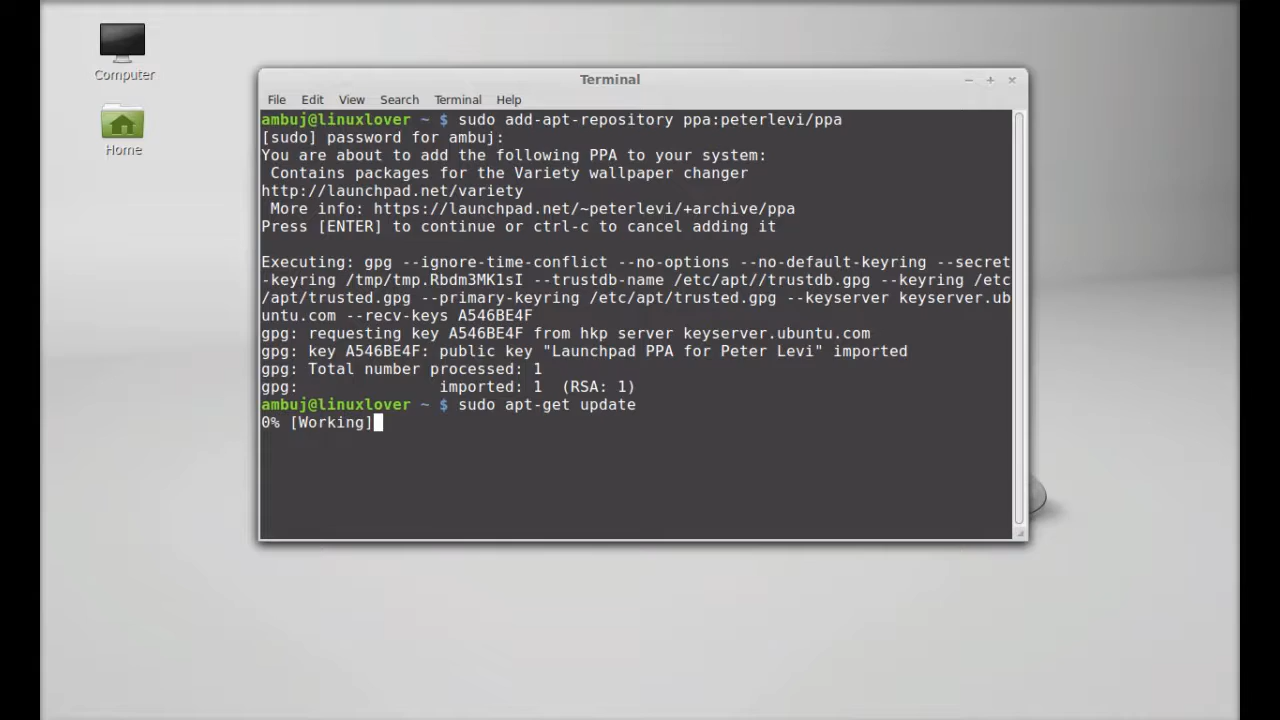 Computer
Home
Terminal
File Edit View Search Terminal Help
ambuj@linuxlover ~ $ sudo add-apt-repository ppa:peterlevi/ppa
[sudo] password for ambuj:
You are about to add the following PPA to your system:
 Contains packages for the Variety wallpaper changer
http://launchpad.net/variety
 More info: https://launchpad.net/~peterlevi/+archive/ppa
Press [ENTER] to continue or ctrl-c to cancel adding it

Executing: gpg --ignore-time-conflict --no-options --no-default-keyring --secret
-keyring /tmp/tmp.Rbdm3MK1sI --trustdb-name /etc/apt//trustdb.gpg --keyring /etc
/apt/trusted.gpg --primary-keyring /etc/apt/trusted.gpg --keyserver keyserver.ub
untu.com --recv-keys A546BE4F
gpg: requesting key A546BE4F from hkp server keyserver.ubuntu.com
gpg: key A546BE4F: public key "Launchpad PPA for Peter Levi" imported
gpg: Total number processed: 1
gpg:               imported: 1  (RSA: 1)
ambuj@linuxlover ~ $ sudo apt-get update
0% [Working]